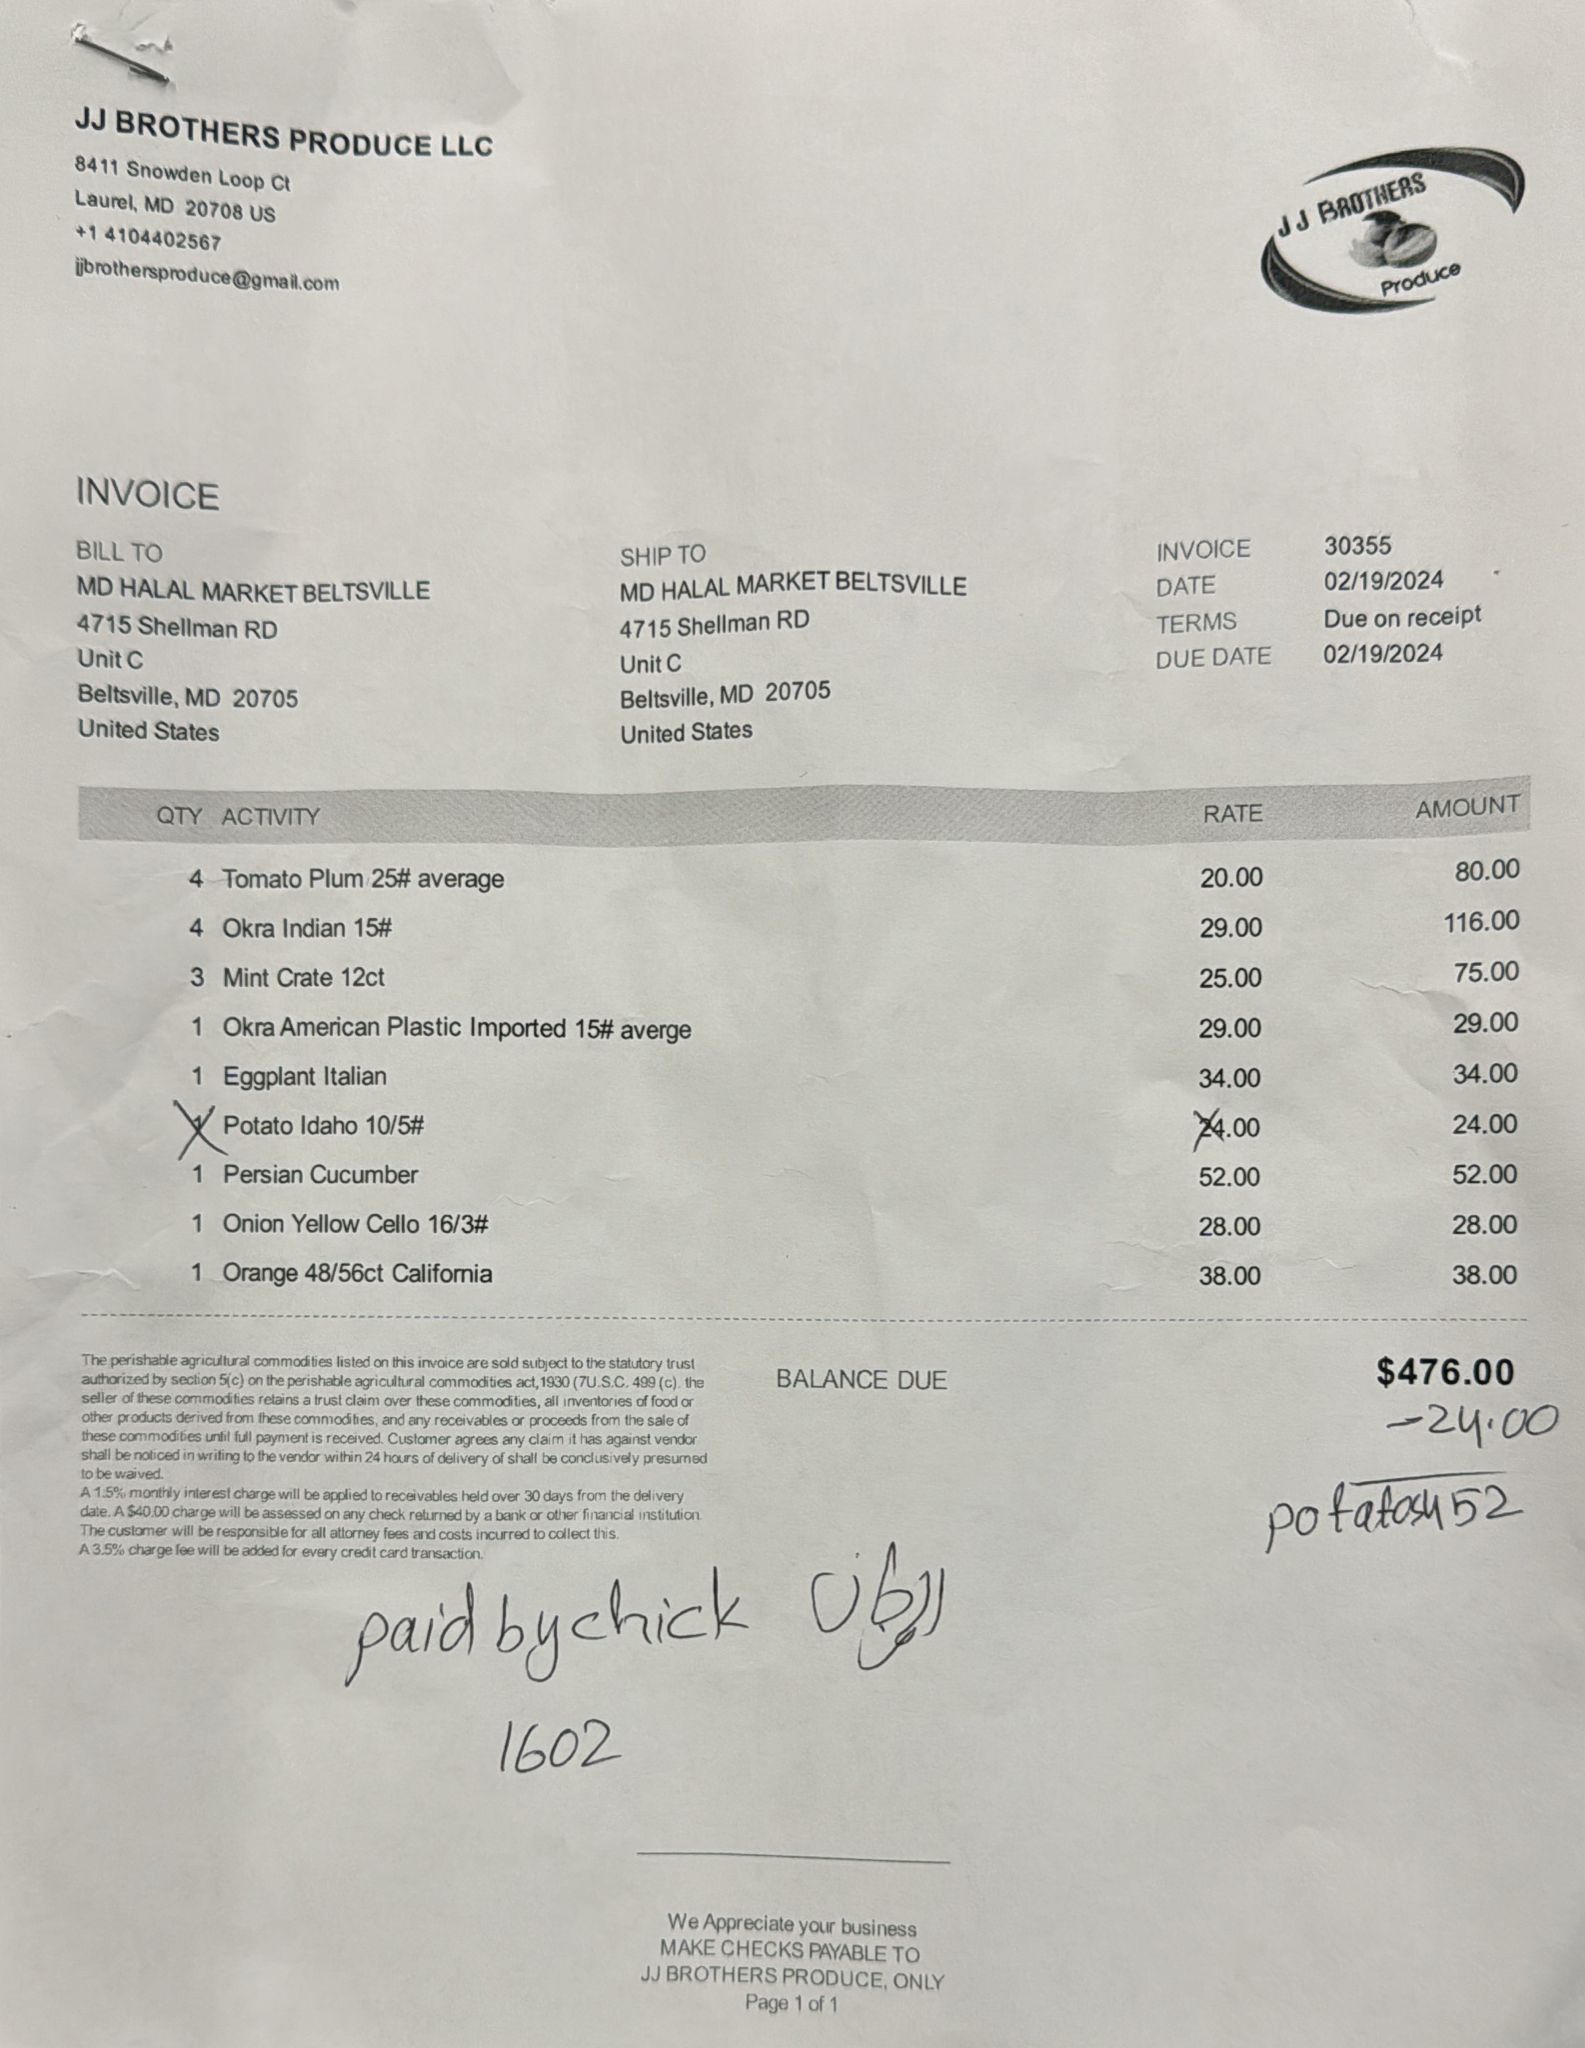 JJ BROTHERS PRODUCE LLC
8411 Snowden Loop Ct
Laurel, MD 20708 US
+1 4104402567
jjbrothersproduce@gmail.com
JJ BROTHERS
Produce
INVOICE
BILL TO
MD HALAL MARKET BELTSVILLE
4715 Shellman RD
Unit C
Beltsville, MD 20705
United States
SHIP TO
MD HALAL MARKET BELTSVILLE
4715 Shellman RD
Unit C
Beltsville, MD 20705
United States
INVOICE 30355
DATE 02/19/2024
TERMS Due on receipt
DUE DATE 02/19/2024
QTY ACTIVITY RATE AMOUNT
4 Tomato Plum 25# average 20.00 80.00
4 Okra Indian 15# 29.00 116.00
3 Mint Crate 12ct 25.00 75.00
1 Okra American Plastic Imported 15# averge 29.00 29.00
1 Eggplant Italian 34.00 34.00
1 Potato Idaho 10/5# 24.00 24.00
1 Persian Cucumber 52.00 52.00
1 Onion Yellow Cello 16/3# 28.00 28.00
1 Orange 48/56ct California 38.00 38.00
The perishable agricultural commodities listed on this invoice are sold subject to the statutory trust
authorized by section 5(c) on the perishable agricultural commodities act, 1930 (7U.S.C. 499 (c). the
seller of these commodities retains a trust claim over these commodities, all inventories of food or
other products derived from these commodities, and any receivables or proceeds from the sale of
these commodities until full payment is received. Customer agrees any claim it has against vendor
shall be noticed in writing to the vendor within 24 hours of delivery of shall be conclusively presumed
to be waived.
A 1.5% monthly interest charge will be applied to receivables held over 30 days from the delivery
date. A $40.00 charge will be assessed on any check returned by a bank or other financial institution.
The customer will be responsible for all attorney fees and costs incurred to collect this.
A 3.5% charge fee will be added for every credit card transaction.
BALANCE DUE $476.00
-24.00
452
paid by chick
1602
We Appreciate your business
MAKE CHECKS PAYABLE TO
JJ BROTHERS PRODUCE, ONLY
Page 1 of 1